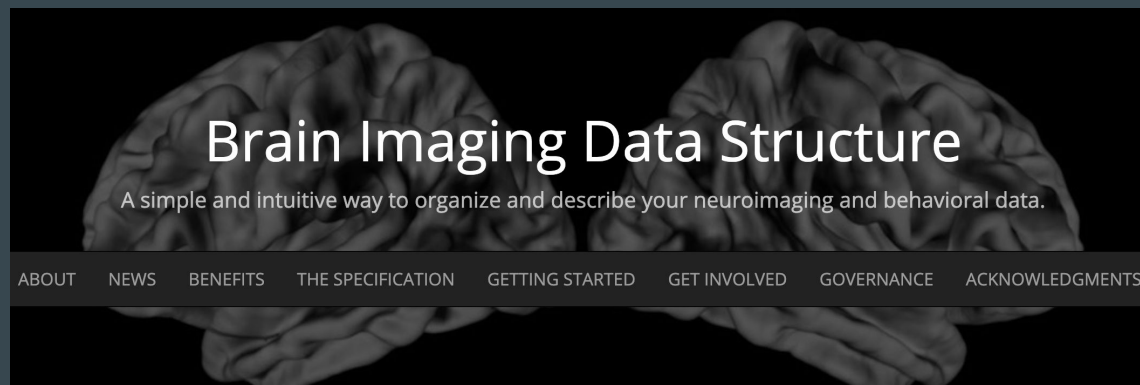 Brain Imaging Data Structure
A simple and intuitive way to organize and describe your neuroimaging and behavioral data.
ABOUT NEWS BENEFITS THE SPECIFICATION GETTING STARTED GET INVOLVED GOVERNANCE ACKNOWLEDGMENTS